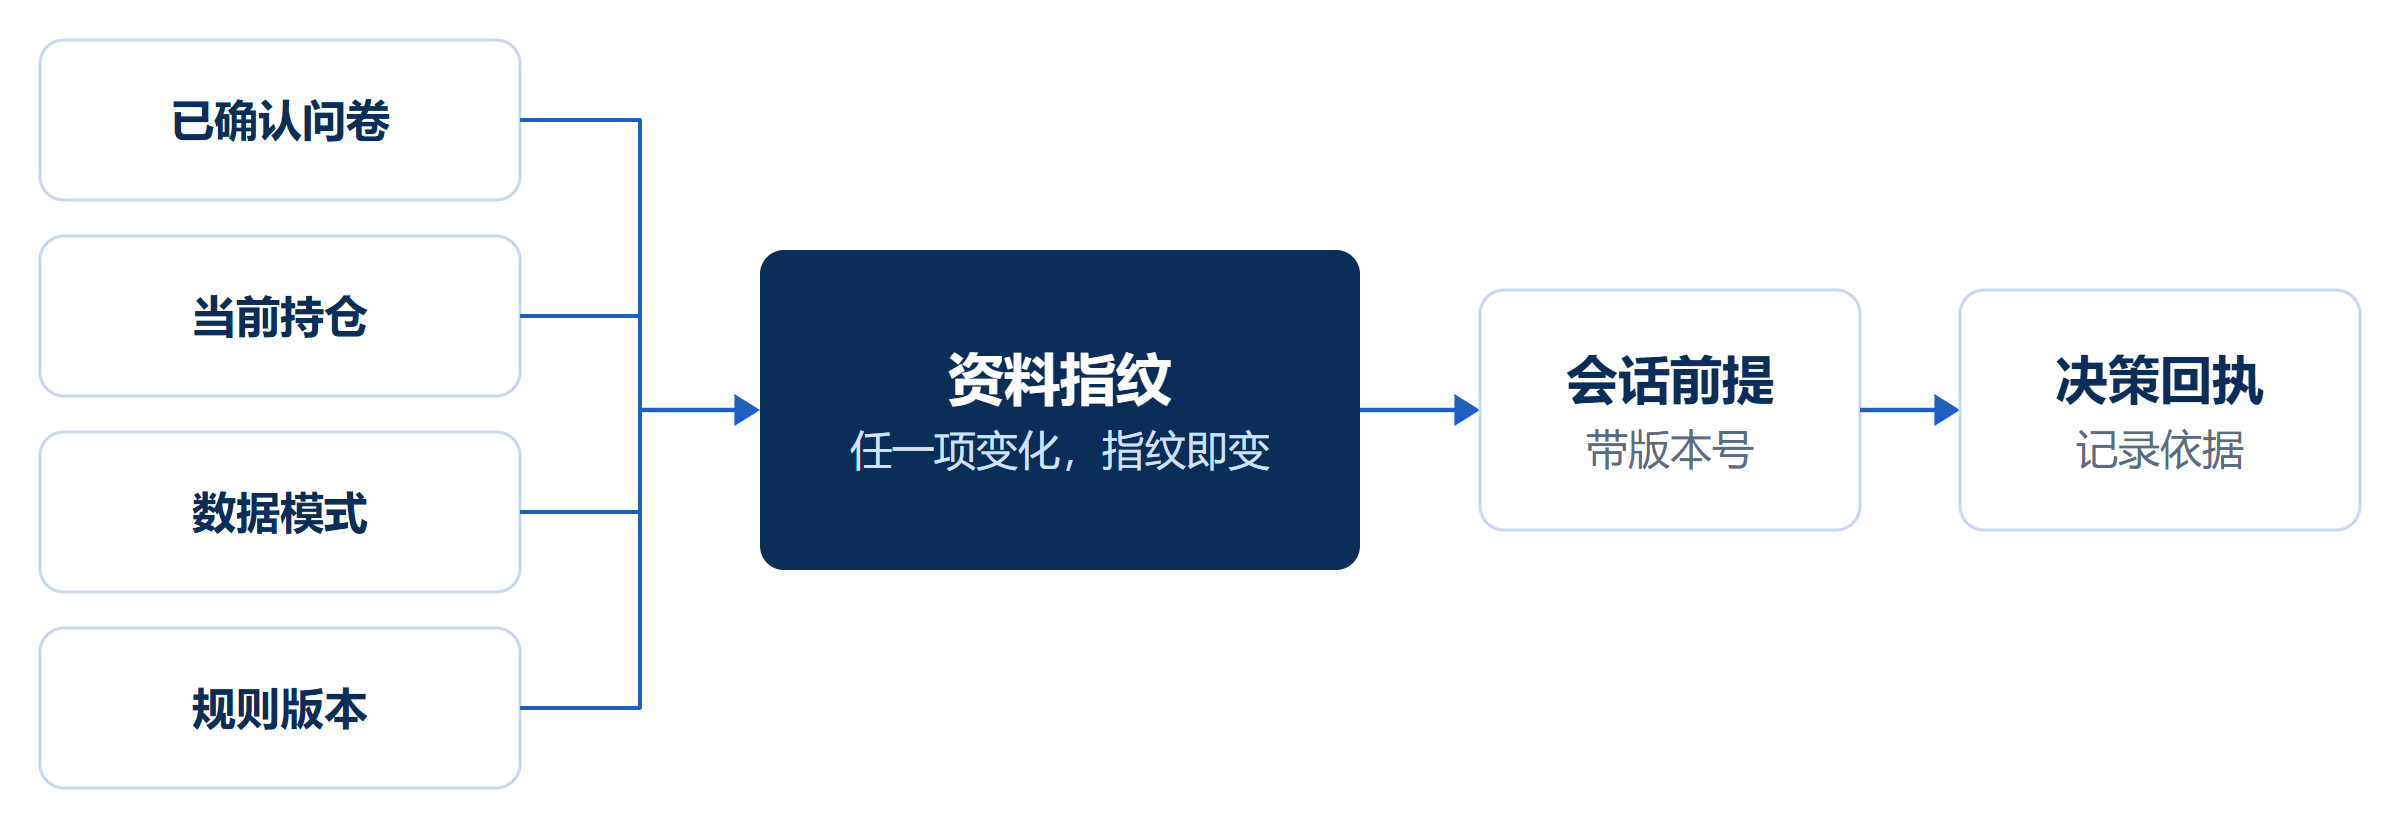 已确认问卷
当前持仓
数据模式
规则版本
资料指纹
任一项变化，指纹即变
会话前提
带版本号
决策回执
记录依据